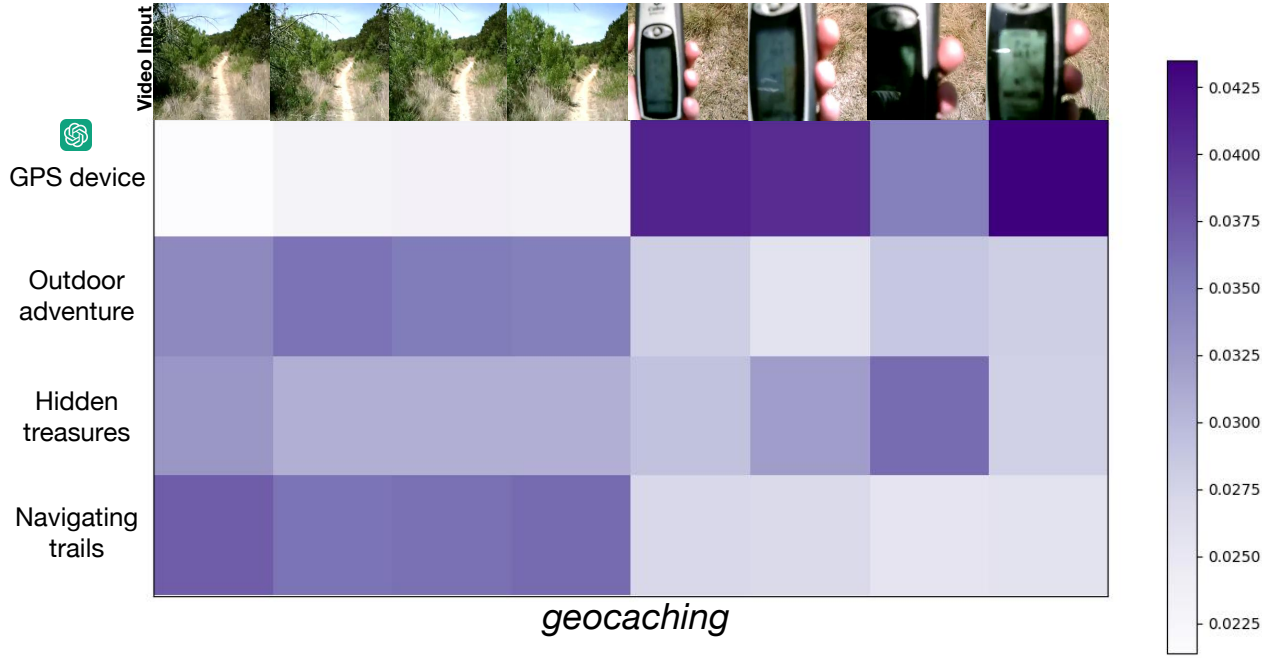 Video Input
GPS device
Outdoor
adventure
Hidden
treasures
Navigating
trails
geocaching
0.0425
0.0400
0.0375
0.0350
0.0325
0.0300
0.0275
0.0250
0.0225